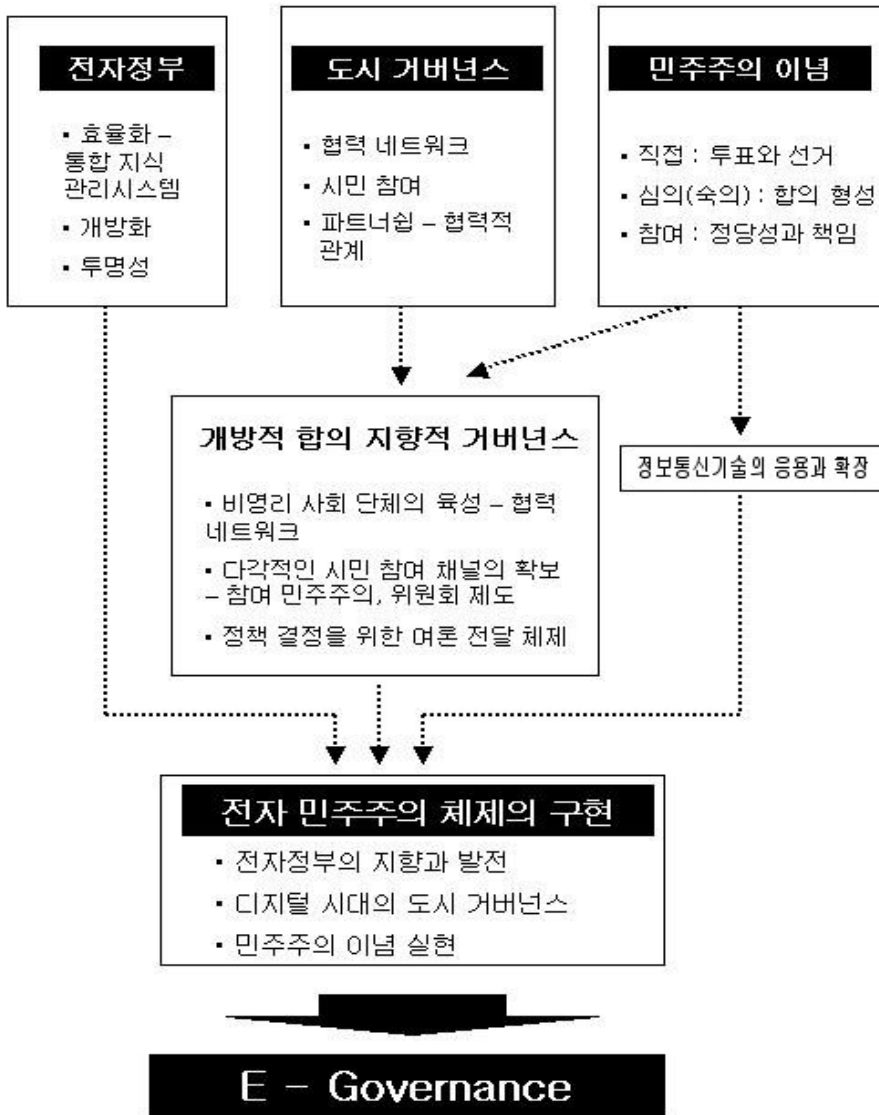 전자정부
▪ 효율화 –
통합 지식
관리시스템
▪ 개방화
▪ 투명성
도시 거버넌스
▪ 협력 네트워크
▪ 시민 참여
▪ 파트너쉽 – 협력적
관계
민주주의 이념
▪ 직접 : 투표와 선거
▪ 심의(숙의) : 합의 형성
▪ 참여 : 정당성과 책임
개방적 합의 지향적 거버넌스
▪ 비영리 사회 단체의 육성 – 협력
네트워크
▪ 다각적인 시민 참여 채널의 확보
– 참여 민주주의, 위원회 제도
▪ 정책 결정을 위한 여론 전달 체제
정보통신기술의 응용과 확장
전자 민주주의 체제의 구현
▪ 전자정부의 지향과 발전
▪ 디지털 시대의 도시 거버넌스
▪ 민주주의 이념 실현
E – Governance